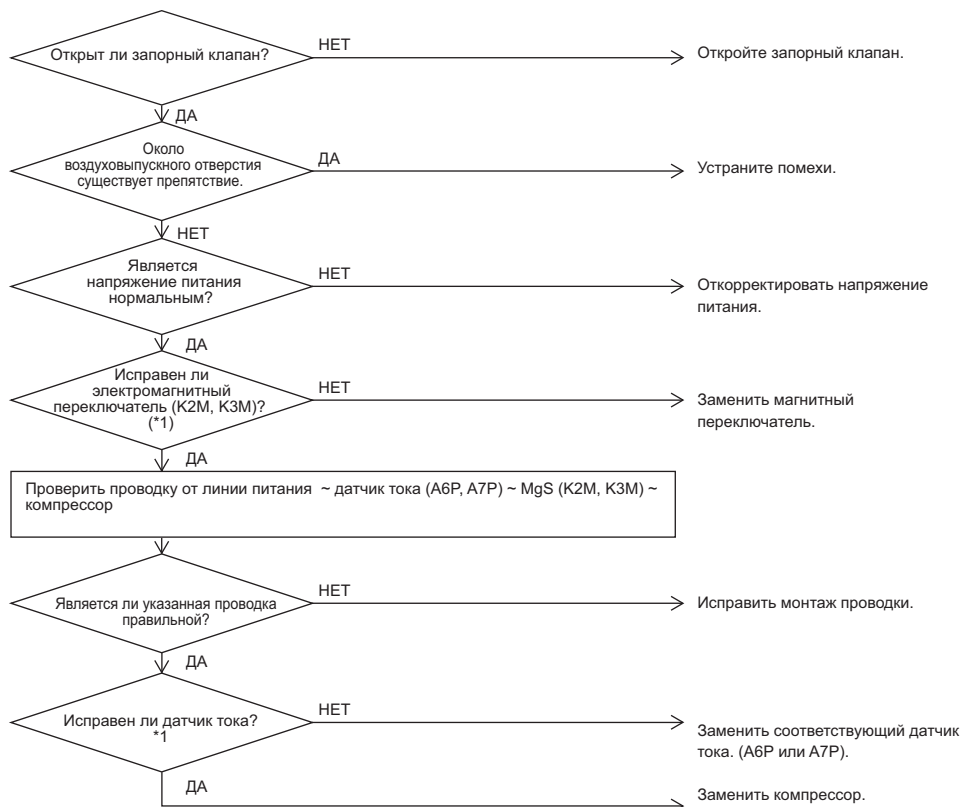 Открыт ли запорный клапан?
НЕТ
Откройте запорный клапан.
ДА
Около
воздуховыпускного отверстия
существует препятствие.
ДА
Устраните помехи.
НЕТ
Является
напряжение питания
нормальным?
НЕТ
Откорректировать напряжение
питания.
ДА
Исправен ли
электромагнитный
переключатель (K2M, K3M)?
(*1)
НЕТ
Заменить магнитный
переключатель.
ДА
Проверить проводку от линии питания ~ датчик тока (A6P, A7P) ~ MgS (K2M, K3M) ~
компрессор
Является ли указанная проводка
правильной?
НЕТ
Исправить монтаж проводки.
ДА
Исправен ли датчик тока?
*1
НЕТ
Заменить соответствующий датчик
тока. (A6P или A7P).
ДА
Заменить компрессор.